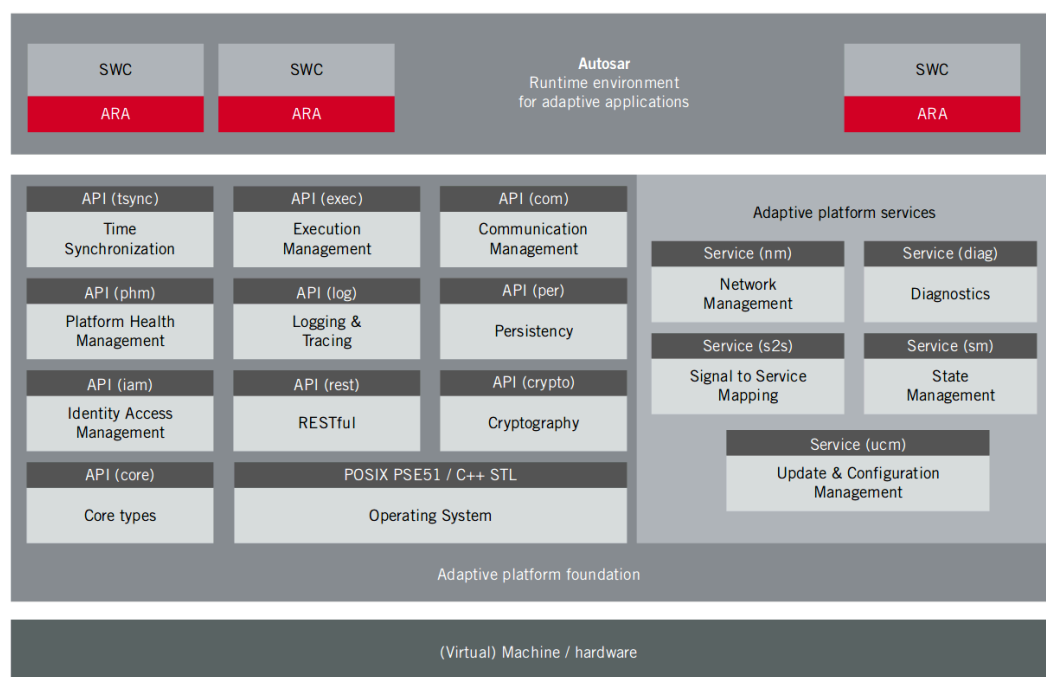 SWC
ARA
SWC
ARA
Autosar
Runtime environment
for adaptive applications
SWC
ARA
API (tsync)
Time
Synchronization
API (exec)
Execution
Management
API (com)
Communication
Management
API (phm)
Platform Health
Management
API (log)
Logging &
Tracing
API (per)
Persistency
API (iam)
Identity Access
Management
API (rest)
RESTful
API (crypto)
Cryptography
API (core)
Core types
POSIX PSE51 / C++ STL
Operating System
Adaptive platform services
Service (nm)
Network
Management
Service (diag)
Diagnostics
Service (s2s)
Signal to Service
Mapping
Service (sm)
State
Management
Service (ucm)
Update & Configuration
Management
Adaptive platform foundation
(Virtual) Machine / hardware